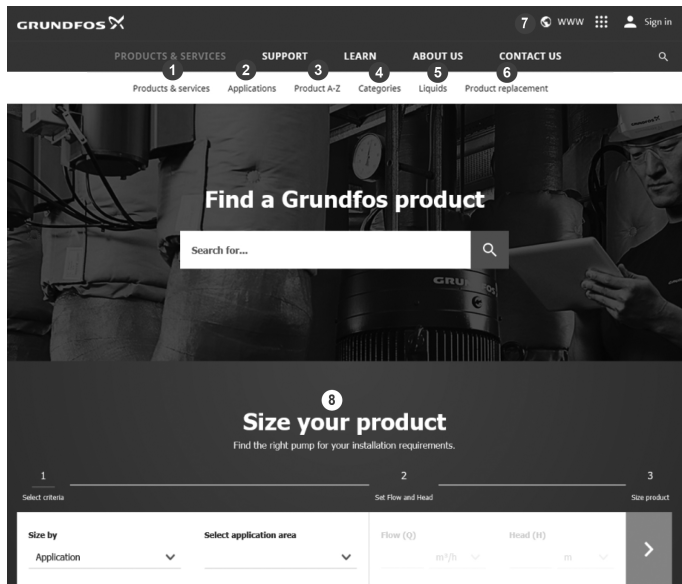 GRUNDFOS
7 WWW Sign in
PRODUCTS & SERVICES SUPPORT LEARN ABOUT US CONTACT US
1 2 3 4 5 6
Products & services Applications Product A-Z Categories Liquids Product replacement
Find a Grundfos product
Search for...
GRUNDFOS
8
Size your product
Find the right pump for your installation requirements.
1 2 3
Select criteria Set Flow and Head Size product
Size by Select application area Flow (Q) Head (H)
Application m³/h m